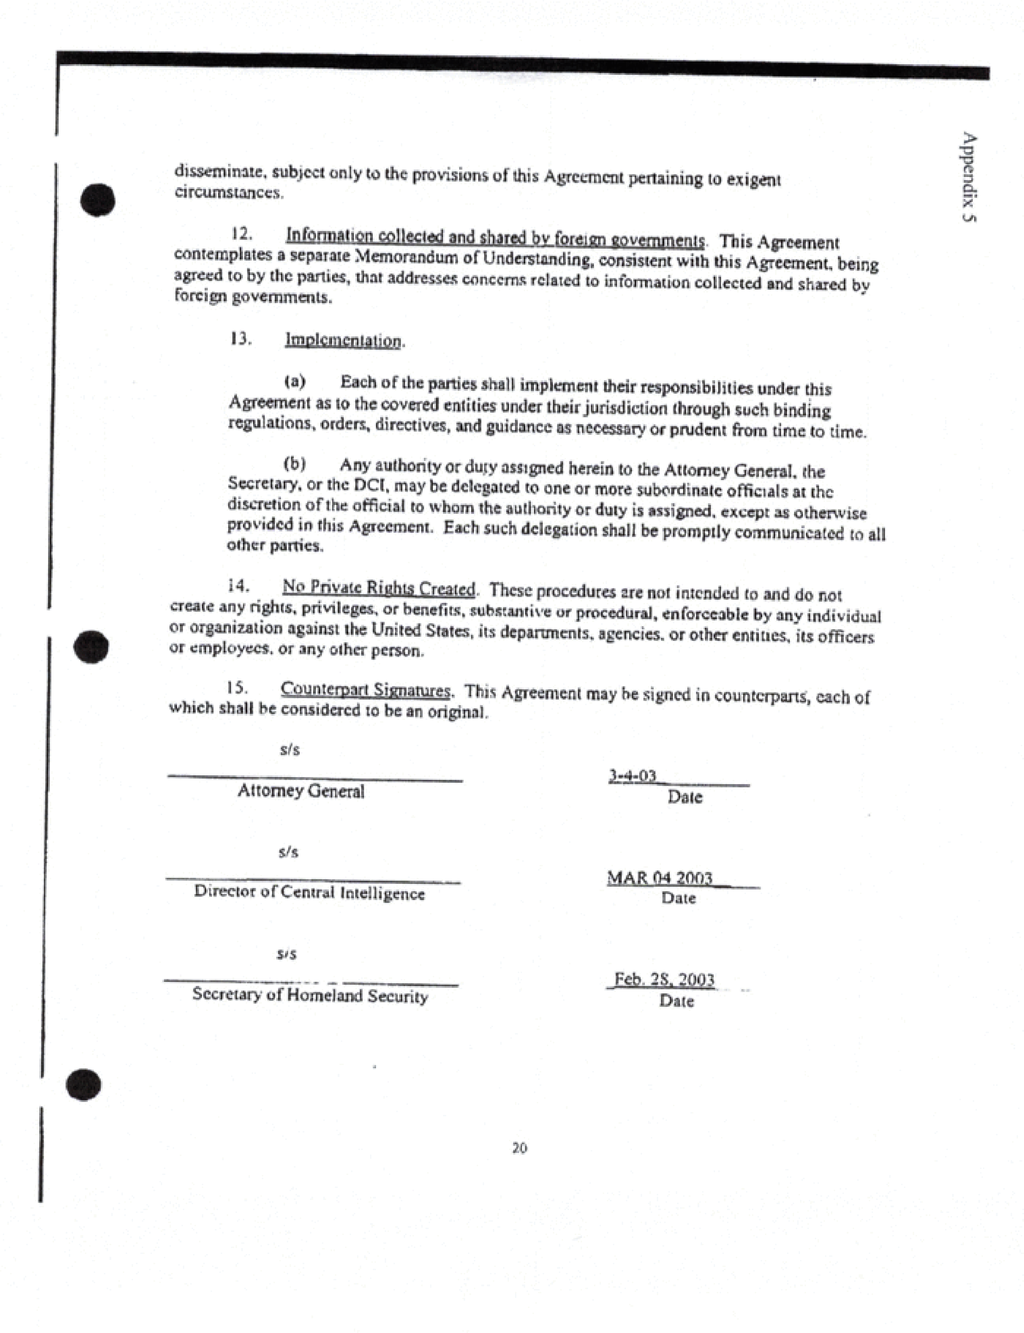 Appendix 5
disseminate, subject only to the provisions of this Agreement pertaining to exigent
circumstances.
12. Information collected and shared by foreign governments. This Agreement
contemplates a separate Memorandum of Understanding, consistent with this Agreement, being
agreed to by the parties, that addresses concerns related to information collected and shared by
foreign governments.
13. Implementation.
(a) Each of the parties shall implement their responsibilities under this
Agreement as to the covered entities under their jurisdiction through such binding
regulations, orders, directives, and guidance as necessary or prudent from time to time.
(b) Any authority or duty assigned herein to the Attorney General, the
Secretary, or the DCI, may be delegated to one or more subordinate officials at the
discretion of the official to whom the authority or duty is assigned, except as otherwise
provided in this Agreement. Each such delegation shall be promptly communicated to all
other parties.
14. No Private Rights Created. These procedures are not intended to and do not
create any rights, privileges, or benefits, substantive or procedural, enforceable by any individual
or organization against the United States, its departments, agencies, or other entities, its officers
or employees, or any other person.
15. Counterpart Signatures. This Agreement may be signed in counterparts, each of
which shall be considered to be an original.
s/s
3-4-03
Attorney General
Date
s/s
MAR 04 2003
Director of Central Intelligence
Date
s/s
Feb. 28, 2003
Secretary of Homeland Security
Date
20